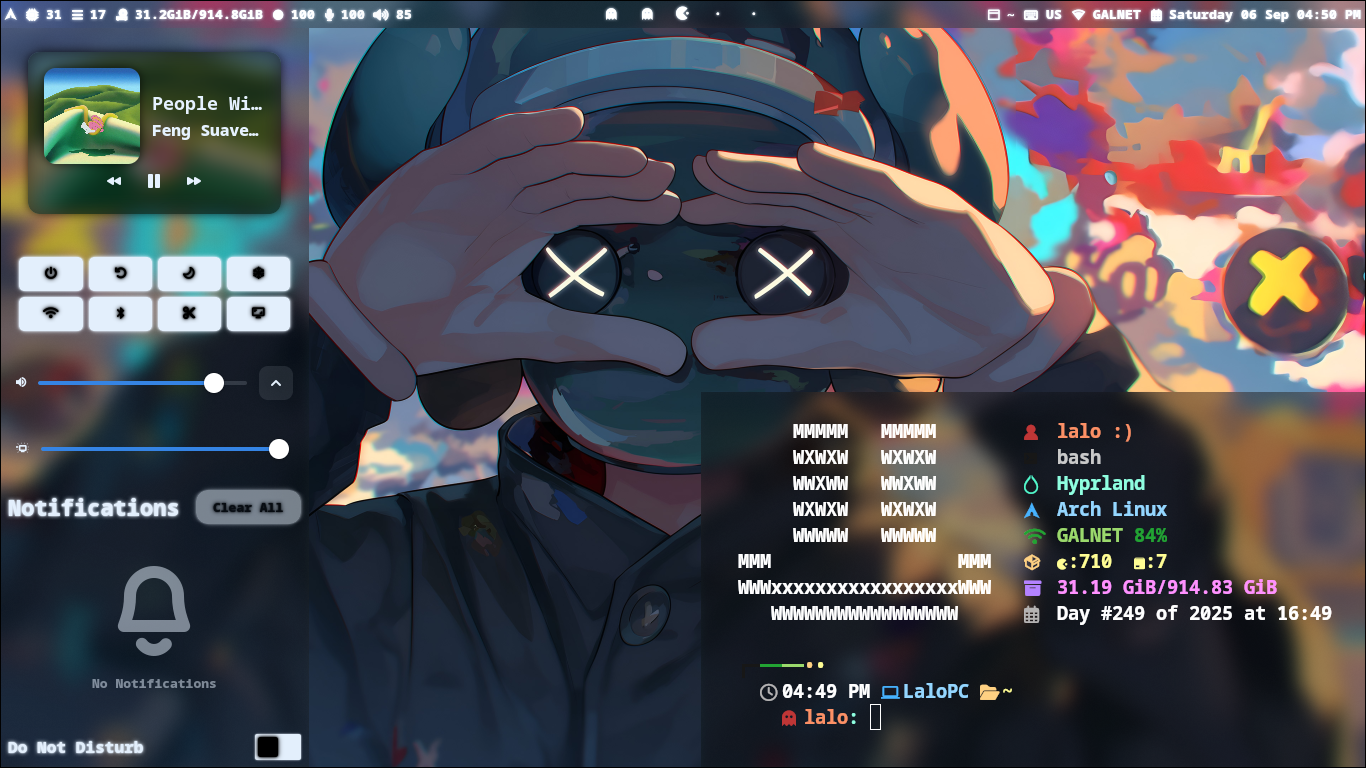 31 17 31.2GiB/914.8GiB 100 100 85
~ US GALNET Saturday 06 Sep 04:50 PM
People Wi…
Feng Suave…
Notifications Clear All
No Notifications
Do Not Disturb
MMMMM MMMMM
WXWXW WXWXW
WWXWW WWXWW
WXWXW WXWXW
WWWWW WWWWW
MMM MMM
WWWxxxxxxxxxxxxxxxxxWWW
WWWWWWWWWWWWWWWWW
lalo :)
bash
Hyprland
Arch Linux
GALNET 84%
:710 :7
31.19 GiB/914.83 GiB
Day #249 of 2025 at 16:49
04:49 PM LaloPC ~
lalo: